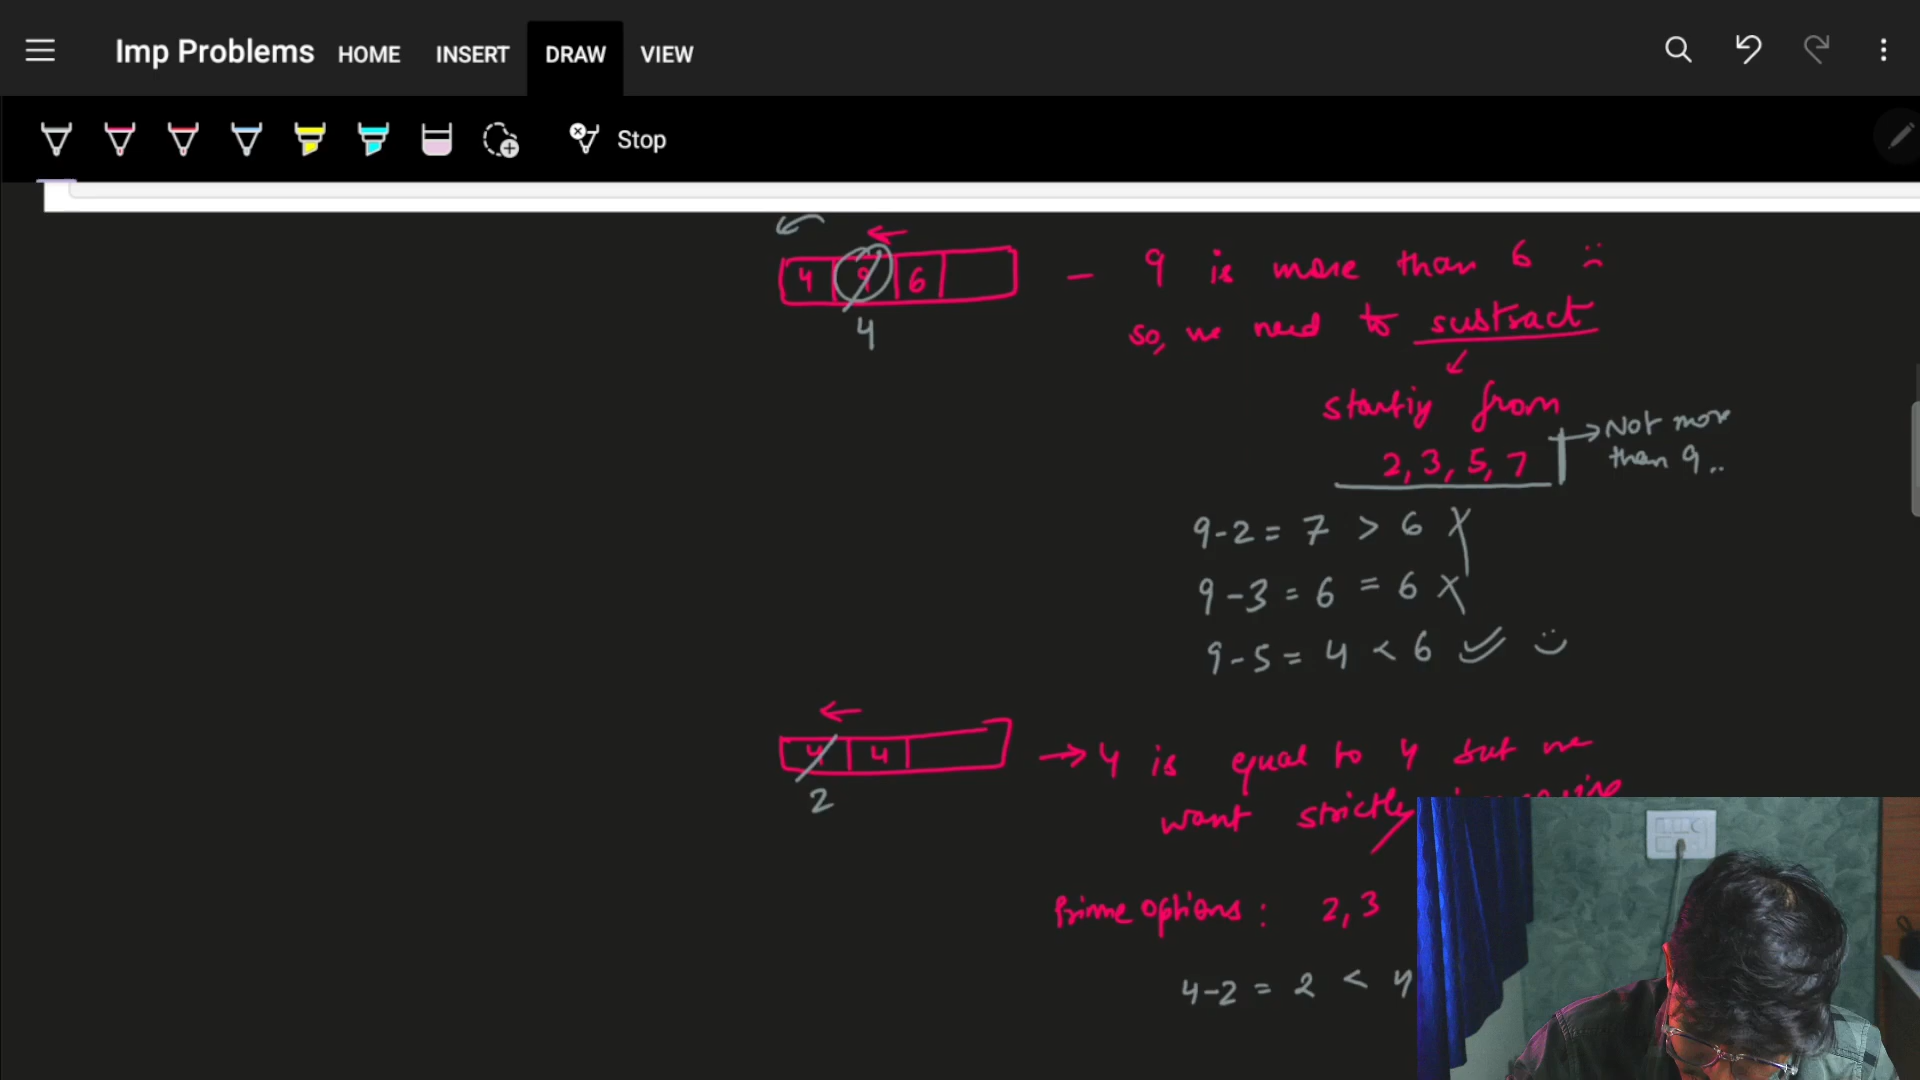 Imp Problems HOME INSERT DRAW VIEW
Stop
4 9 6 - 9 is more than 6
4
so, we need to sustract
startiy from
2, 3, 5, 7
Not more
than 9 ..
9-2 = 7 > 6 X
9-3 = 6 = 6 X
9-5 = 4 < 6 ✓
4 4 → 4 is equal to 4 but we
2
want strictly
Prime options : 2, 3
4-2 = 2 < 4